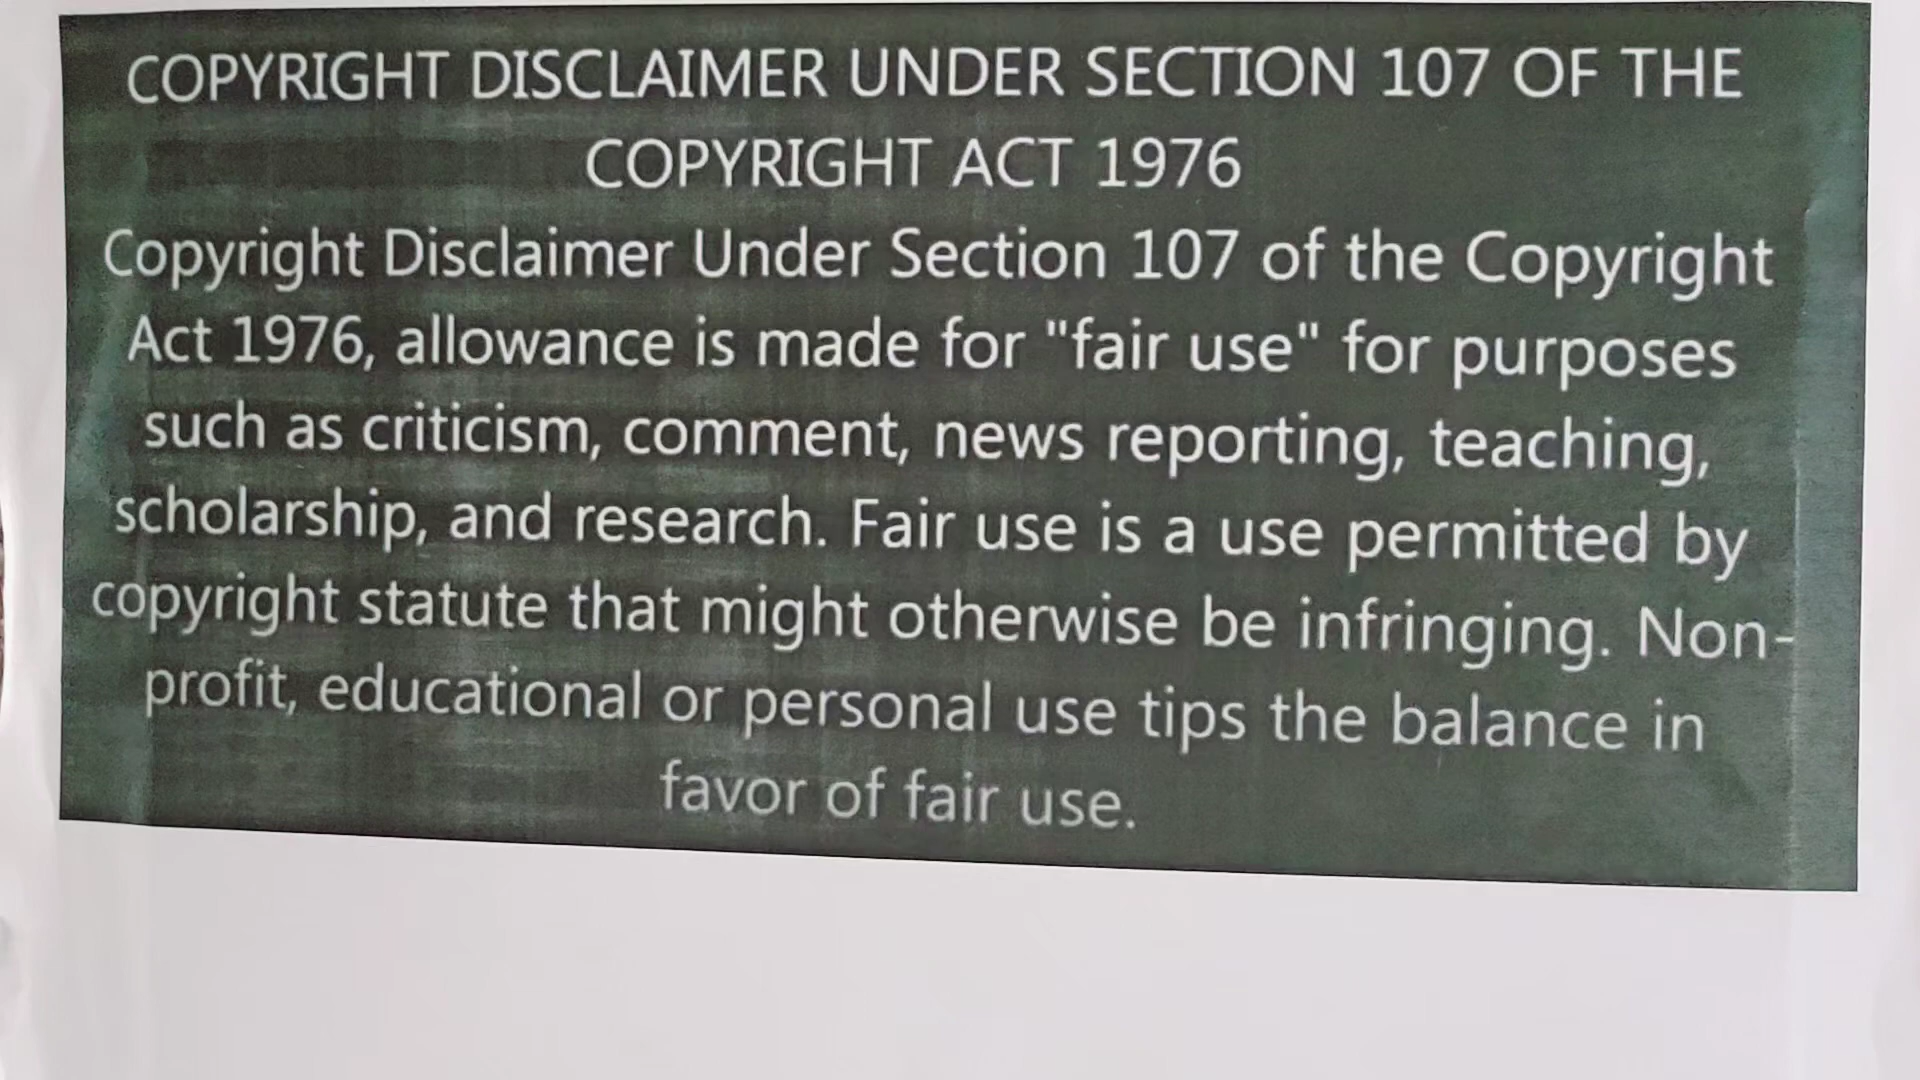 COPYRIGHT DISCLAIMER UNDER SECTION 107 OF THE
COPYRIGHT ACT 1976
Copyright Disclaimer Under Section 107 of the Copyright
Act 1976, allowance is made for "fair use" for purposes
such as criticism, comment, news reporting, teaching,
scholarship, and research. Fair use is a use permitted by
copyright statute that might otherwise be infringing. Non-
profit, educational or personal use tips the balance in
favor of fair use.